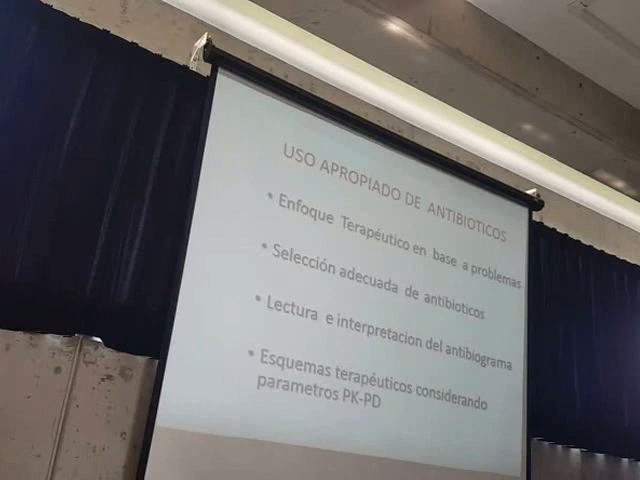 USO APROPIADO DE ANTIBIOTICOS
• Enfoque Terapéutico en base a problemas
• Selección adecuada de antibioticos
• Lectura e interpretacion del antibiograma
• Esquemas terapéuticos considerando
parametros PK-PD